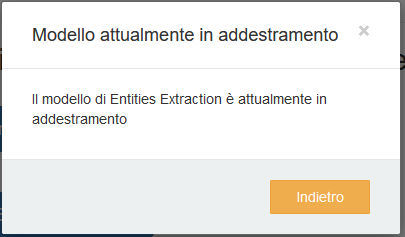 Modello attualmente in addestramento ×
Il modello di Entities Extraction è attualmente in
addestramento
Indietro